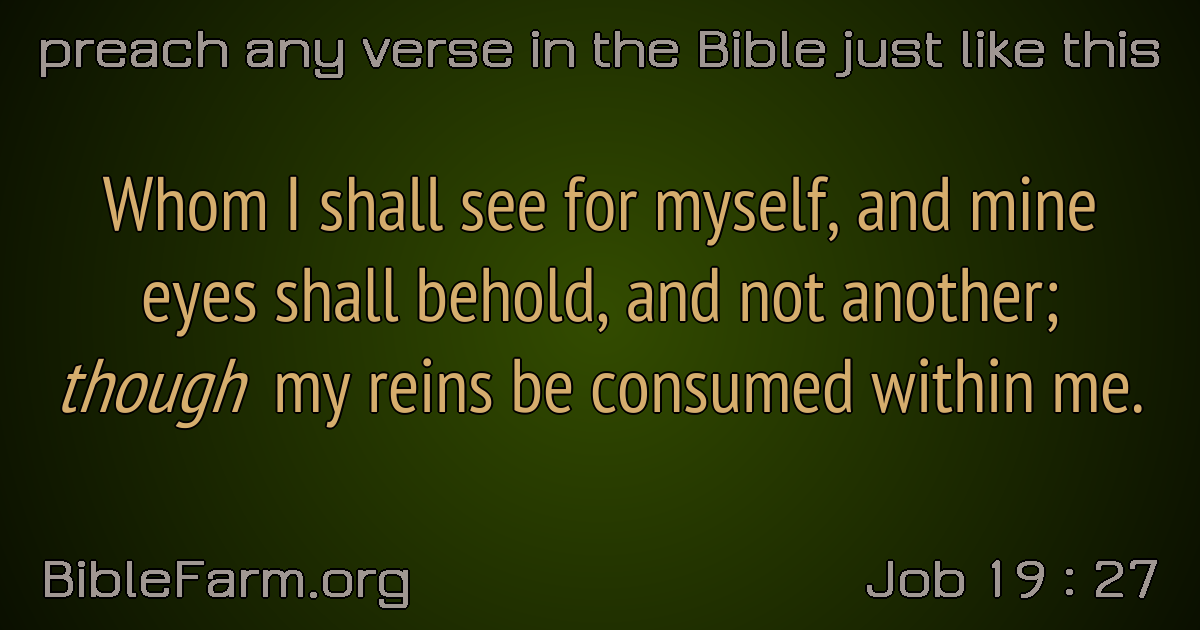 preach any verse in the Bible just like this
Whom I shall see for myself, and mine
eyes shall behold, and not another;
though my reins be consumed within me.
BibleFarm.org
Job 19 : 27